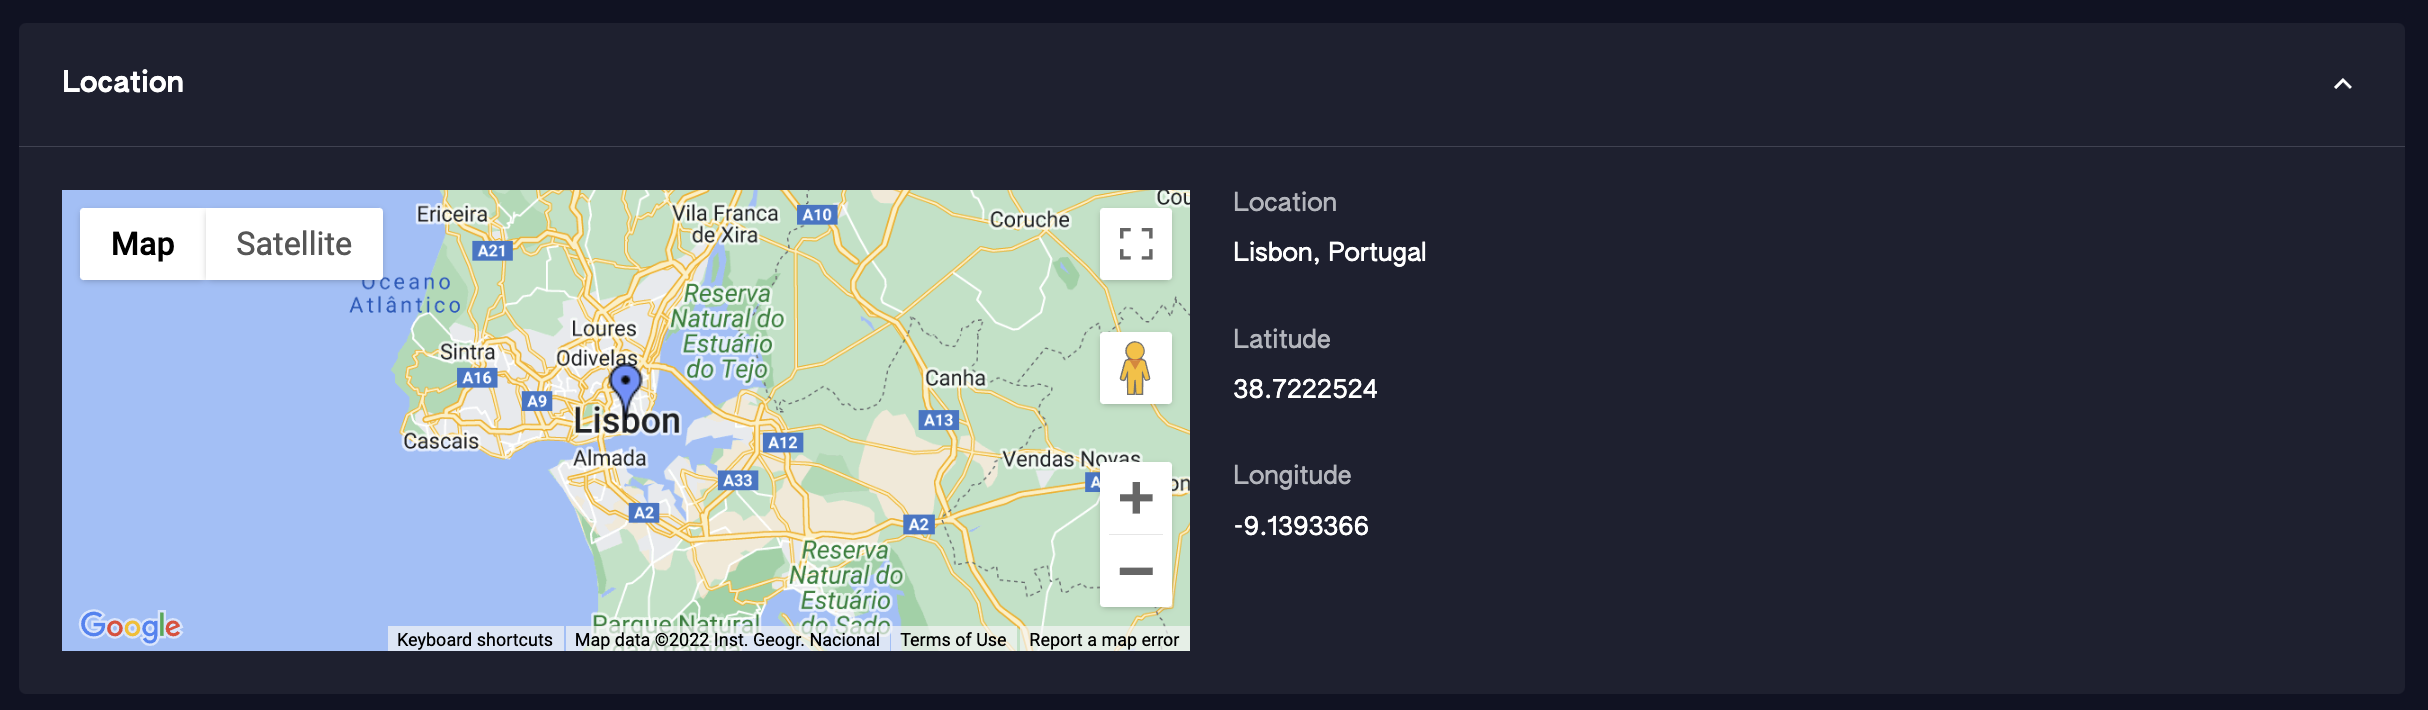 Location
Map
Satellite
Oceano
Atlântico
Ericeira
A21
Vila Franca
de Xira
A10
Coruche
Cou
Reserva
Natural do
Estuário
do Tejo
Loures
Odivelas
Sintra
A16
A9
Lisbon
Cascais
Almada
Canha
A13
A12
Vendas Novas
A33
A2
A2
Reserva
Natural do
Estuário
do Sado
Parque Natural
da Arrábida
Google
Keyboard shortcuts
Map data ©2022 Inst. Geogr. Nacional
Terms of Use
Report a map error
Location
Lisbon, Portugal
Latitude
38.7222524
Longitude
-9.1393366